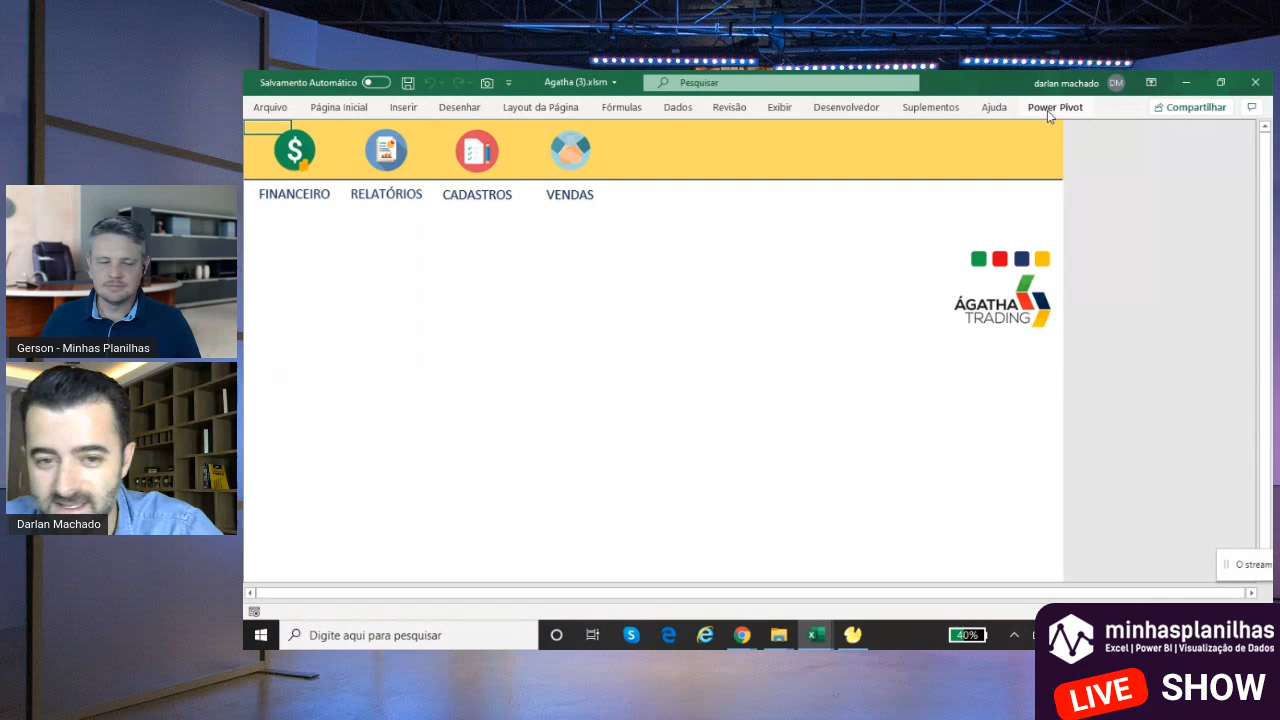 Salvamento Automático
Agatha (3).xlsm
Pesquisar
darlan machado
DM
Arquivo
Página Inicial
Inserir
Desenhar
Layout da Página
Fórmulas
Dados
Revisão
Exibir
Desenvolvedor
Suplementos
Ajuda
Power Pivot
Compartilhar
FINANCEIRO
RELATÓRIOS
CADASTROS
VENDAS
ÁGATHA
TRADING
Gerson - Minhas Planilhas
Darlan Machado
O stream
Digite aqui para pesquisar
40%
minhasplanilhas
Excel | Power BI | Visualização de Dados
LIVE SHOW